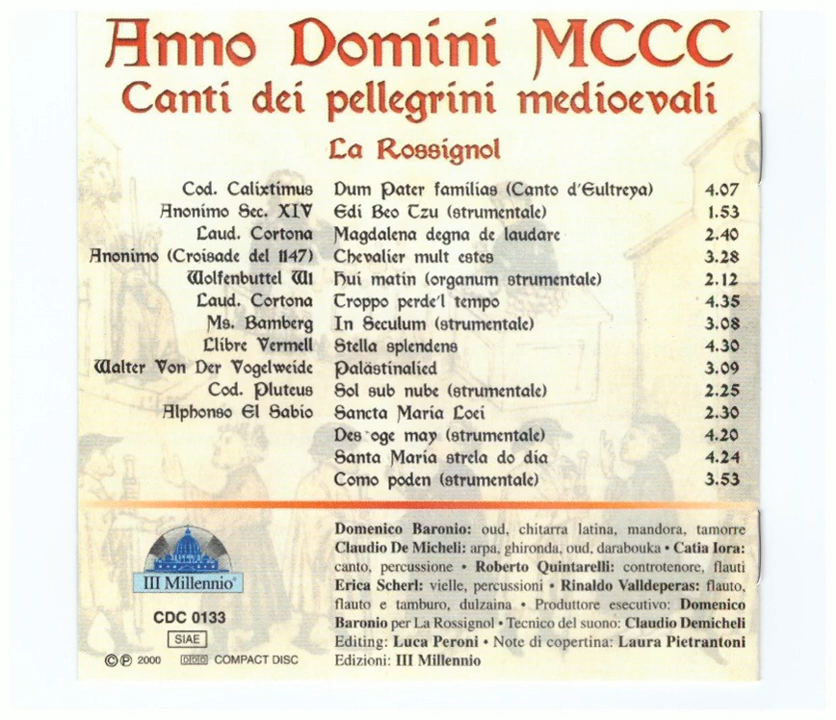 Anno Domini MCCC
Canti dei pellegrini medioevali
La Rossignol
Cod. Calixtimus Dum Pater familias (Canto d'Eultreya) 4.07
Anonimo Sec. XIV Edi Beo Tzu (strumentale) 1.53
Laud. Cortona Magdalena degna de laudare 2.40
Anonimo (Croisade del 1147) Chevalier mult estes 3.28
Wolfenbuttel W1 Hui matin (organum strumentale) 2.12
Laud. Cortona Troppo perde'l tempo 4.35
Ms. Bamberg In Seculum (strumentale) 3.08
Llibre Vermell Stella splendens 4.30
Walter Von Der Vogelweide Palästinalied 3.09
Cod. Pluteus Sol sub nube (strumentale) 2.25
Alphonso El Sabio Sancta Maria Loei 2.30
Des oge may (strumentale) 4.20
Santa Maria strela do dia 4.24
Como poden (strumentale) 3.53
Domenico Baronio: oud, chitarra latina, mandora, tamorre
Claudio De Micheli: arpa, ghironda, oud, darabouka • Catia Iora:
canto, percussione • Roberto Quintarelli: controtenore, flauti
Erica Scherl: vielle, percussioni • Rinaldo Valldeperas: flauto,
flauto e tamburo, dulzaina • Produttore esecutivo: Domenico
Baronio per La Rossignol • Tecnico del suono: Claudio Demicheli
Editing: Luca Peroni • Note di copertina: Laura Pietrantoni
Edizioni: III Millennio
III Millennio®
CDC 0133
SIAE
©℗ 2000 DDD COMPACT DISC